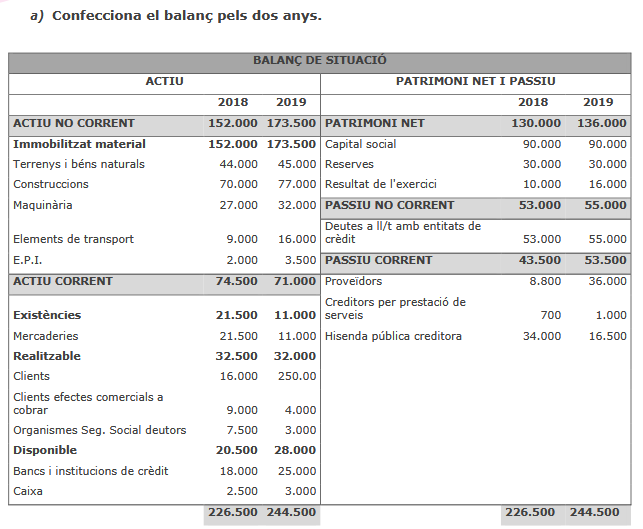 a) Confecciona el balanç pels dos anys.
BALANÇ DE SITUACIÓ
ACTIU PATRIMONI NET I PASSIU
2018 2019 2018 2019
ACTIU NO CORRENT 152.000 173.500 PATRIMONI NET 130.000 136.000
Immobilitzat material 152.000 173.500 Capital social 90.000 90.000
Terrenys i béns naturals 44.000 45.000 Reserves 30.000 30.000
Construccions 70.000 77.000 Resultat de l'exercici 10.000 16.000
Maquinària 27.000 32.000 PASSIU NO CORRENT 53.000 55.000
Deutes a ll/t amb entitats de
Elements de transport 9.000 16.000 crèdit 53.000 55.000
E.P.I. 2.000 3.500 PASSIU CORRENT 43.500 53.500
ACTIU CORRENT 74.500 71.000 Proveïdors 8.800 36.000
Creditors per prestació de
Existències 21.500 11.000 serveis 700 1.000
Mercaderies 21.500 11.000 Hisenda pública creditora 34.000 16.500
Realitzable 32.500 32.000
Clients 16.000 250.00
Clients efectes comercials a
cobrar 9.000 4.000
Organismes Seg. Social deutors 7.500 3.000
Disponible 20.500 28.000
Bancs i institucions de crèdit 18.000 25.000
Caixa 2.500 3.000
226.500 244.500 226.500 244.500